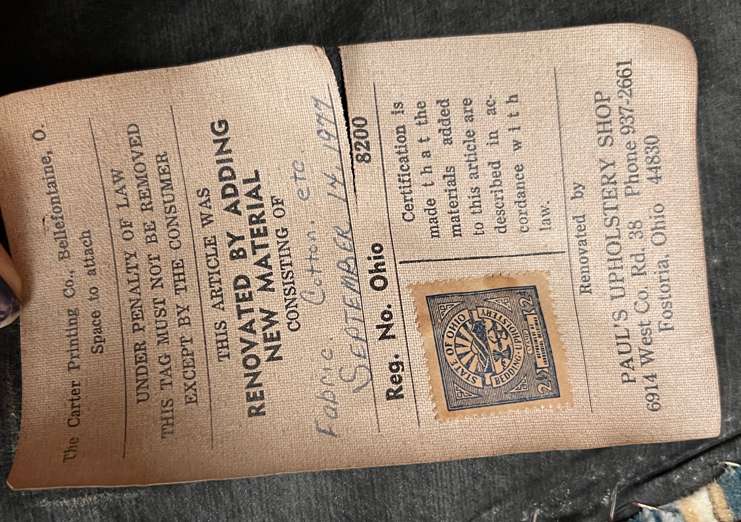 The Carter Printing Co., Bellefontaine, O.
Space to attach
UNDER PENALTY OF LAW
THIS TAG MUST NOT BE REMOVED
EXCEPT BY THE CONSUMER
THIS ARTICLE WAS
RENOVATED BY ADDING
NEW MATERIAL
CONSISTING OF
Fabric. Cotton. etc.
SEPTEMBER 14, 1977
Reg. No. Ohio 8200
STATE OF OHIO
BEDDING-UPHOLSTERY
2 2
Certification is
made that the
materials added
to this article are
described in ac-
cordance with
law.
Renovated by
PAUL'S UPHOLSTERY SHOP
6914 West Co. Rd. 38 Phone 937-2661
Fostoria, Ohio 44830